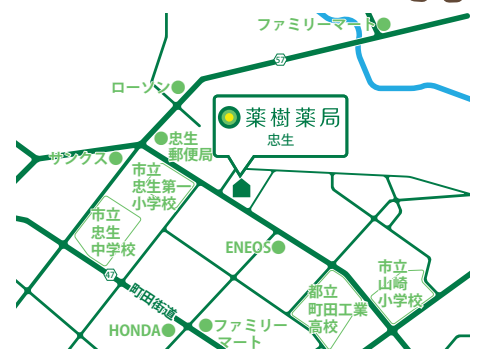 ファミリーマート
57
ローソン
薬樹薬局
忠生
忠生
郵便局
サンクス
市立
忠生第一
小学校
市立
忠生
中学校
ENEOS
市立
山崎
小学校
47
町田街道
都立
町田工業
高校
HONDA
ファミリー
マート